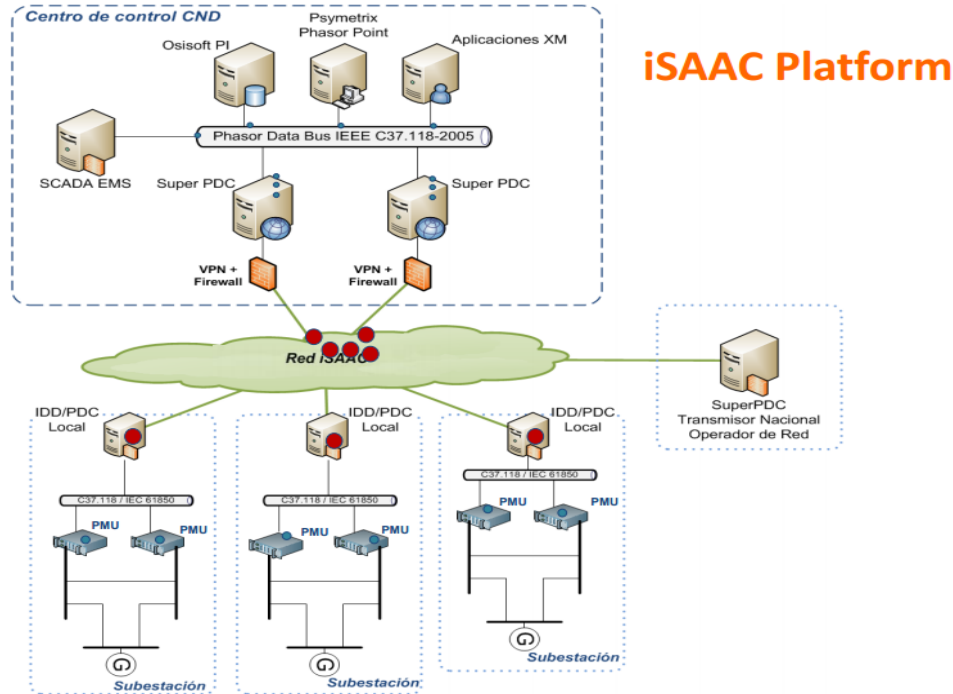 Centro de control CND
iSAAC Platform
Osisoft PI
Psymetrix
Phasor Point
Aplicaciones XM
Phasor Data Bus IEEE C37.118-2005
SCADA EMS
Super PDC
Super PDC
VPN +
Firewall
VPN +
Firewall
Red iSAAC
SuperPDC
Transmisor Nacional
Operador de Red
IDD/PDC
Local
C37.118 / IEC 61850
PMU
PMU
G
Subestación
IDD/PDC
Local
C37.118 / IEC 61850
PMU
PMU
G
Subestación
IDD/PDC
Local
C37.118 / IEC 61850
PMU
PMU
G
Subestación